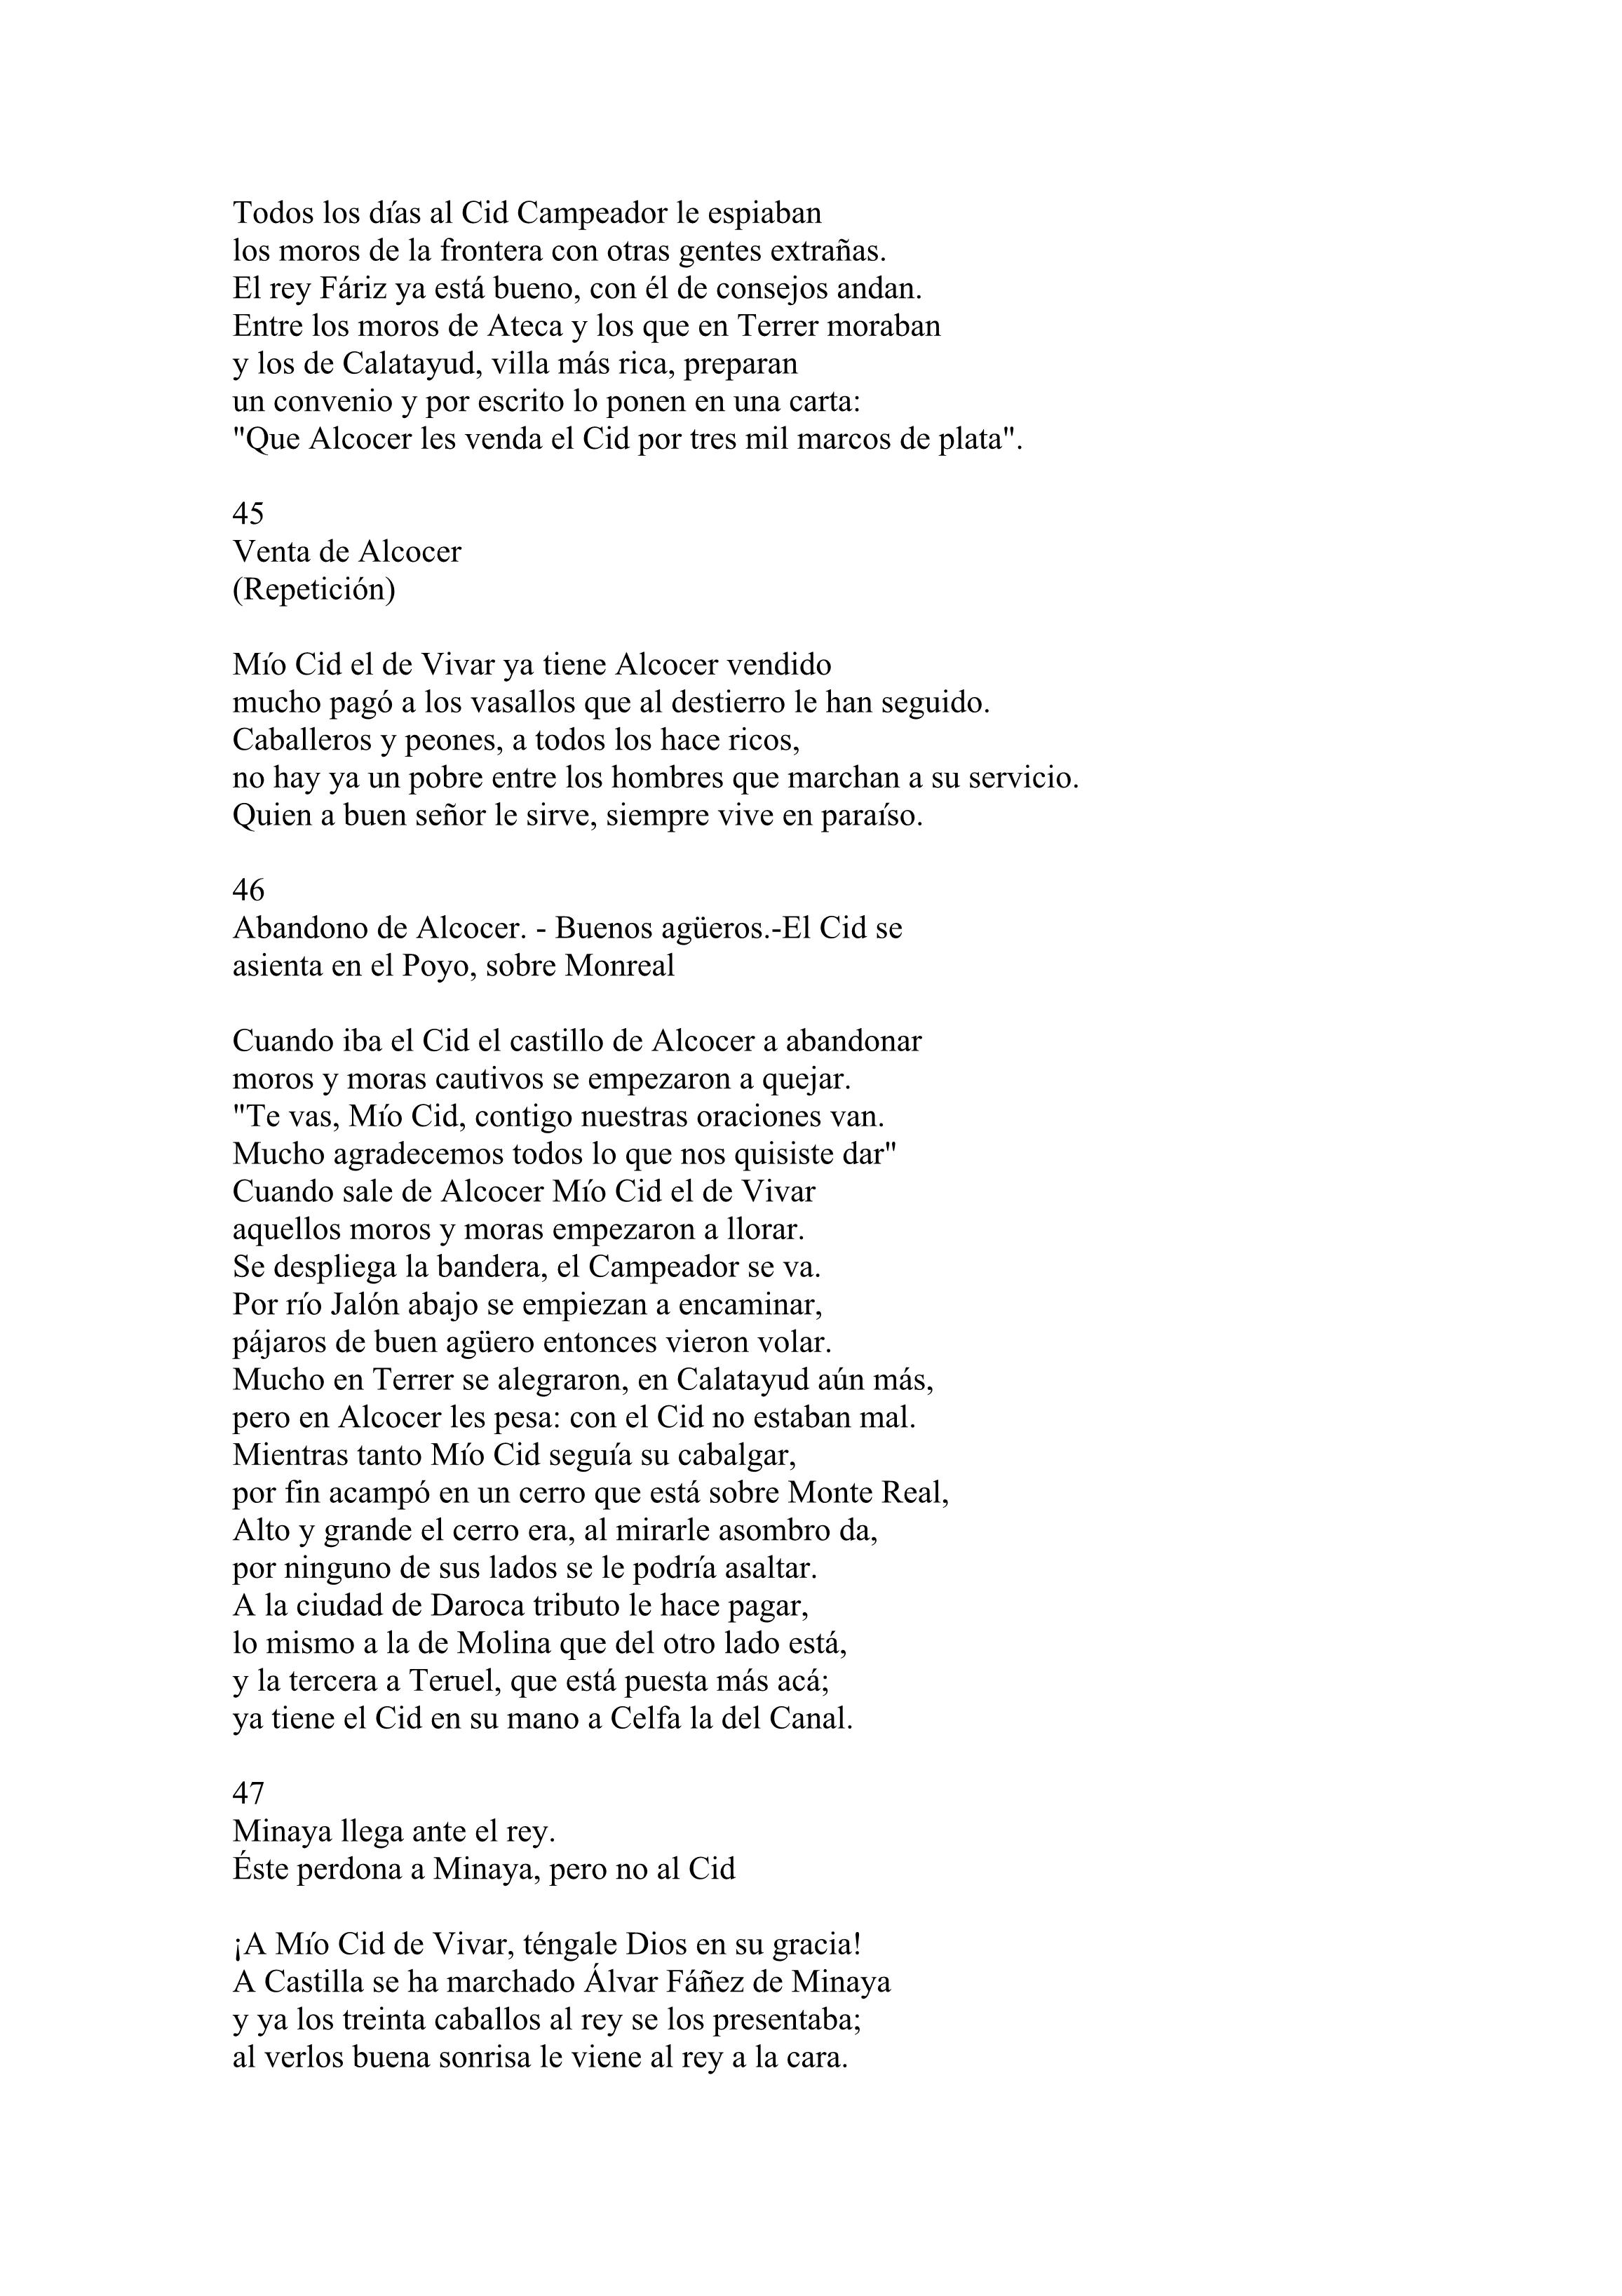 Todos los días al Cid Campeador le espiaban
los moros de la frontera con otras gentes extrañas.
El rey Fáriz ya está bueno, con él de consejos andan.
Entre los moros de Ateca y los que en Terrer moraban
y los de Calatayud, villa más rica, preparan
un convenio y por escrito lo ponen en una carta:
"Que Alcocer les venda el Cid por tres mil marcos de plata".

45
Venta de Alcocer
(Repetición)

Mío Cid el de Vivar ya tiene Alcocer vendido
mucho pagó a los vasallos que al destierro le han seguido.
Caballeros y peones, a todos los hace ricos,
no hay ya un pobre entre los hombres que marchan a su servicio.
Quien a buen señor le sirve, siempre vive en paraíso.

46
Abandono de Alcocer. - Buenos agüeros.-El Cid se
asienta en el Poyo, sobre Monreal

Cuando iba el Cid el castillo de Alcocer a abandonar
moros y moras cautivos se empezaron a quejar.
"Te vas, Mío Cid, contigo nuestras oraciones van.
Mucho agradecemos todos lo que nos quisiste dar"
Cuando sale de Alcocer Mío Cid el de Vivar
aquellos moros y moras empezaron a llorar.
Se despliega la bandera, el Campeador se va.
Por río Jalón abajo se empiezan a encaminar,
pájaros de buen agüero entonces vieron volar.
Mucho en Terrer se alegraron, en Calatayud aún más,
pero en Alcocer les pesa: con el Cid no estaban mal.
Mientras tanto Mío Cid seguía su cabalgar,
por fin acampó en un cerro que está sobre Monte Real,
Alto y grande el cerro era, al mirarle asombro da,
por ninguno de sus lados se le podría asaltar.
A la ciudad de Daroca tributo le hace pagar,
lo mismo a la de Molina que del otro lado está,
y la tercera a Teruel, que está puesta más acá;
ya tiene el Cid en su mano a Celfa la del Canal.

47
Minaya llega ante el rey.
Éste perdona a Minaya, pero no al Cid

¡A Mío Cid de Vivar, téngale Dios en su gracia!
A Castilla se ha marchado Álvar Fáñez de Minaya
y ya los treinta caballos al rey se los presentaba;
al verlos buena sonrisa le viene al rey a la cara.